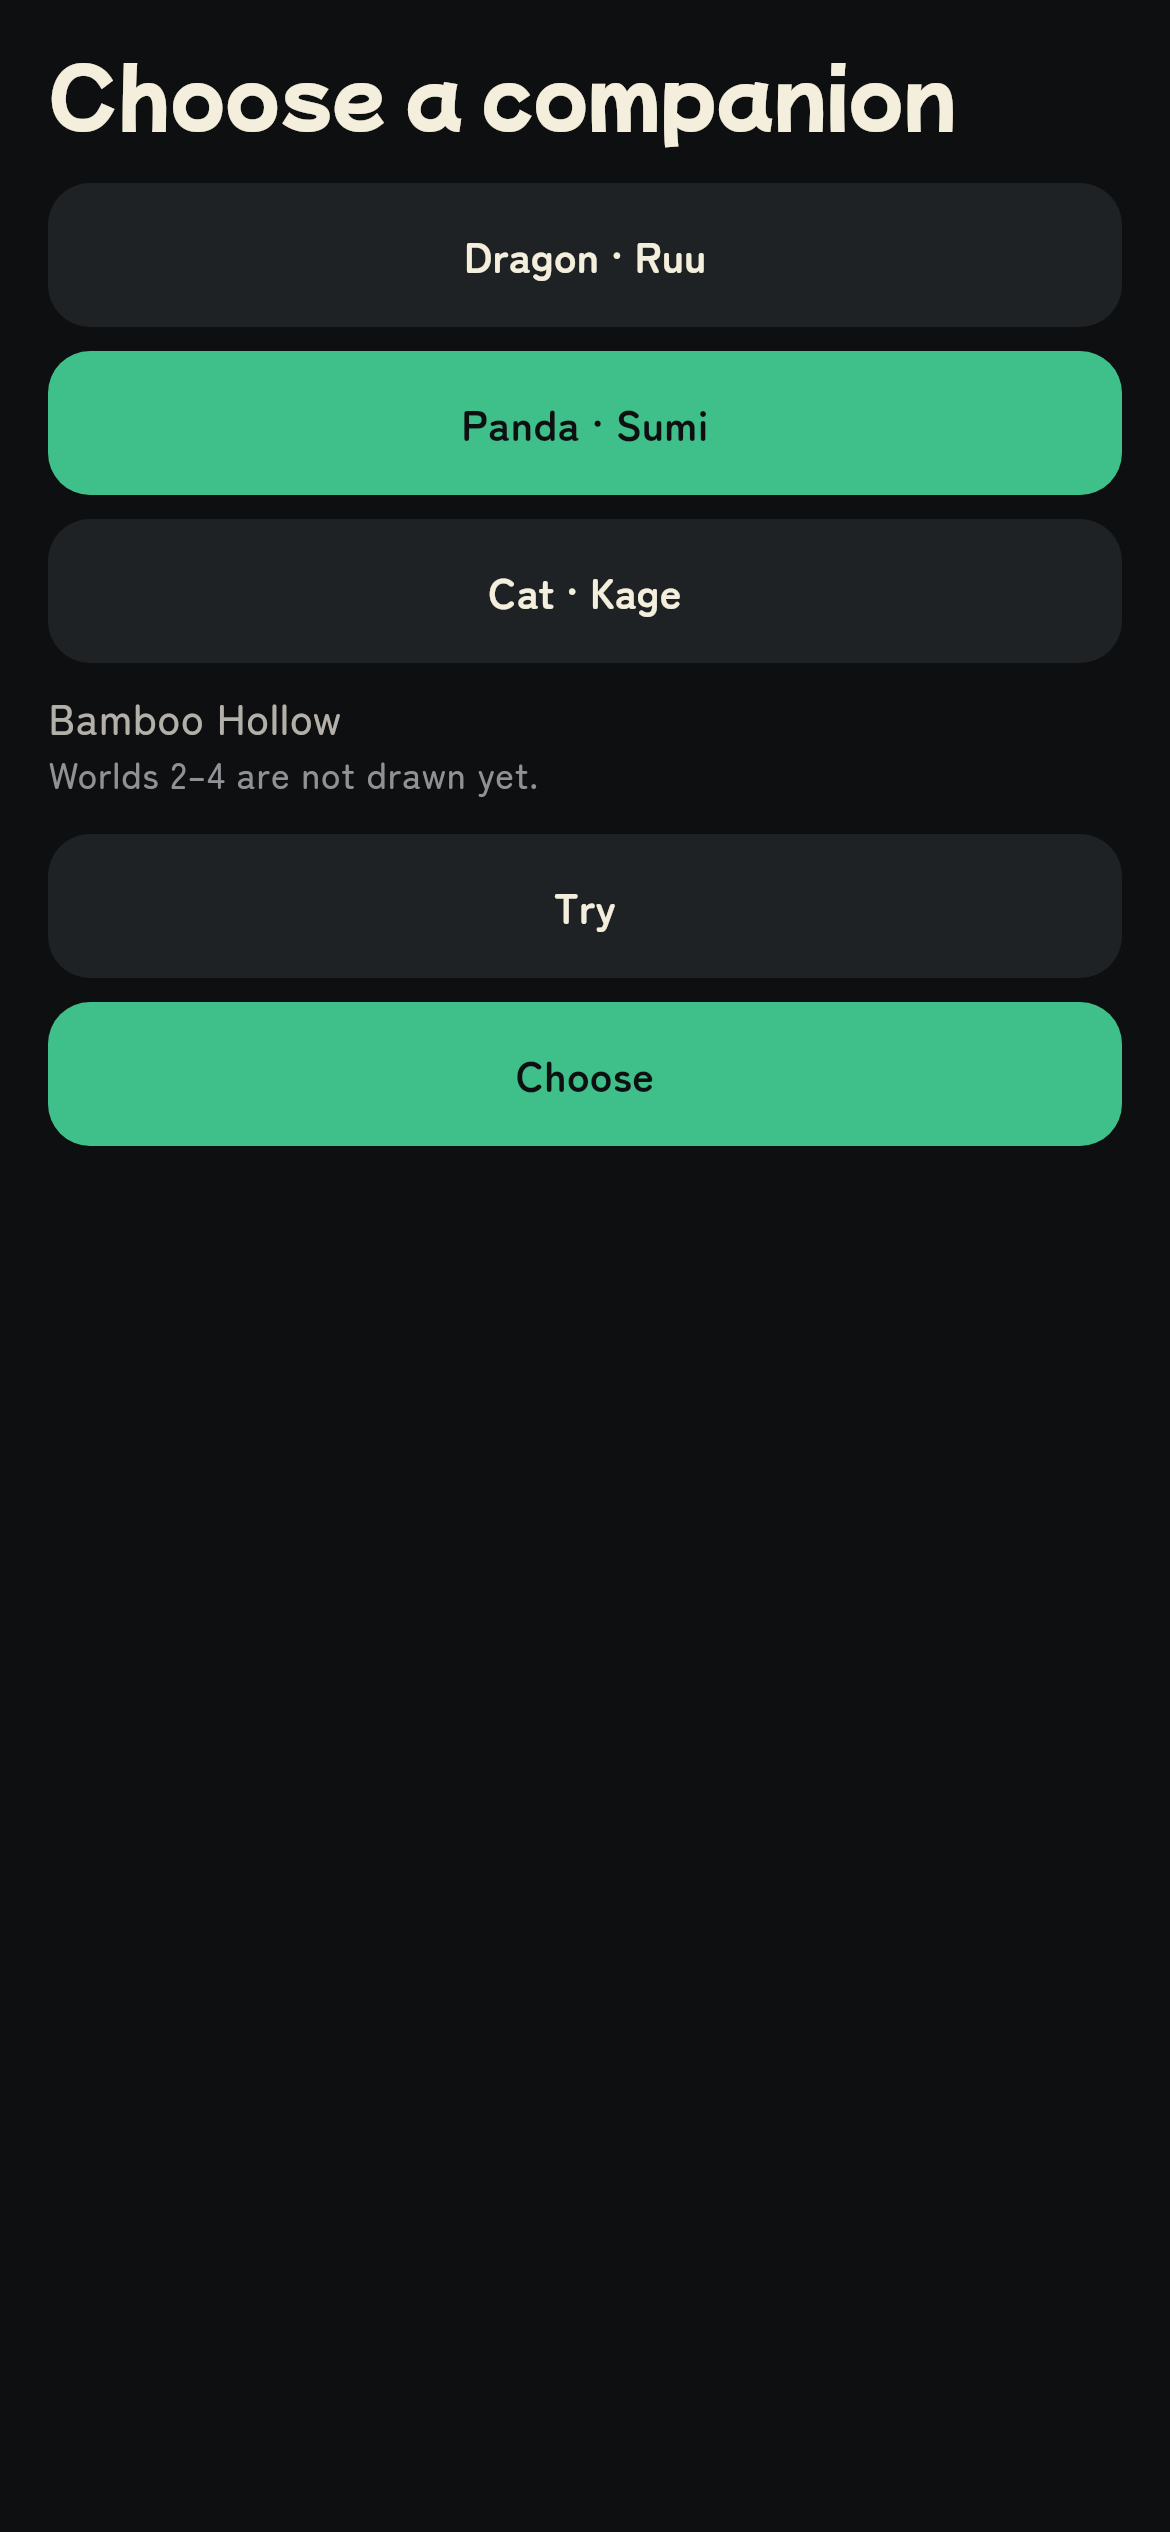 Choose a companion
Dragon · Ruu
Panda · Sumi
Cat · Kage
Bamboo Hollow
Worlds 2–4 are not drawn yet.
Try
Choose